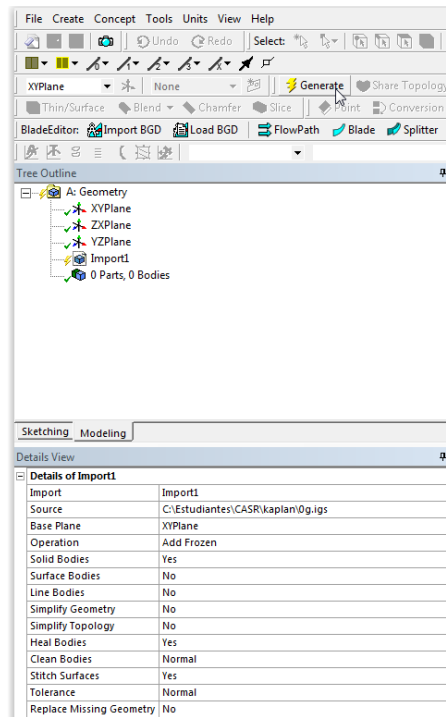 File Create Concept Tools Units View Help
Undo Redo Select:
XYPlane None Generate Share Topology
Thin/Surface Blend Chamfer Slice Point Conversion
BladeEditor: Import BGD Load BGD FlowPath Blade Splitter
Tree Outline
A: Geometry
XYPlane
ZXPlane
YZPlane
Import1
0 Parts, 0 Bodies
Sketching Modeling
Details View
Details of Import1
Import Import1
Source C:\Estudiantes\CASR\kaplan\0g.igs
Base Plane XYPlane
Operation Add Frozen
Solid Bodies Yes
Surface Bodies No
Line Bodies No
Simplify Geometry No
Simplify Topology No
Heal Bodies Yes
Clean Bodies Normal
Stitch Surfaces Yes
Tolerance Normal
Replace Missing Geometry No